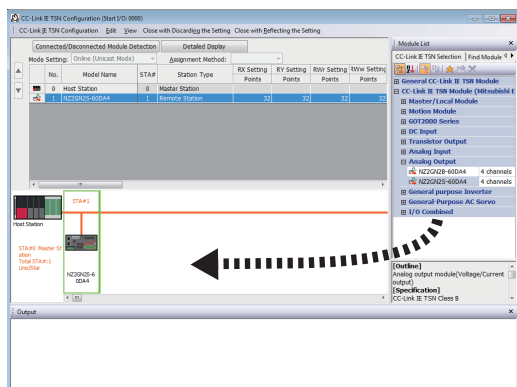 CC-Link IE TSN Configuration (Start I/O: 0000)
CC-Link IE TSN Configuration Edit View Close with Discarding the Setting Close with Reflecting the Setting
Connected/Disconnected Module Detection Detailed Display
Mode Setting: Online (Unicast Mode) Assignment Method:
No. Model Name STA# Station Type RX Setting RY Setting RWr Setting RWw Setting
Points Points Points Points
0 Host Station 0 Master Station
1 NZ2GN2S-60DA4 1 Remote Station 32 32 32 32
STA#1
Host Station
STA#0 Master St
ation
Total STA#:1
Line/Star
NZ2GN2S-6
0DA4
Module List
CC-Link IE TSN Selection Find Module
General CC-Link IE TSN Module
CC-Link IE TSN Module (Mitsubishi E
Master/Local Module
Motion Module
GOT2000 Series
DC Input
Transistor Output
Analog Input
Analog Output
NZ2GN2B-60DA4 4 channels
NZ2GN2S-60DA4 4 channels
General purpose Inverter
General-Purpose AC Servo
I/O Combined
[Outline]
Analog output module(Voltage/Current
output)
[Specification]
CC-Link IE TSN Class B
Output